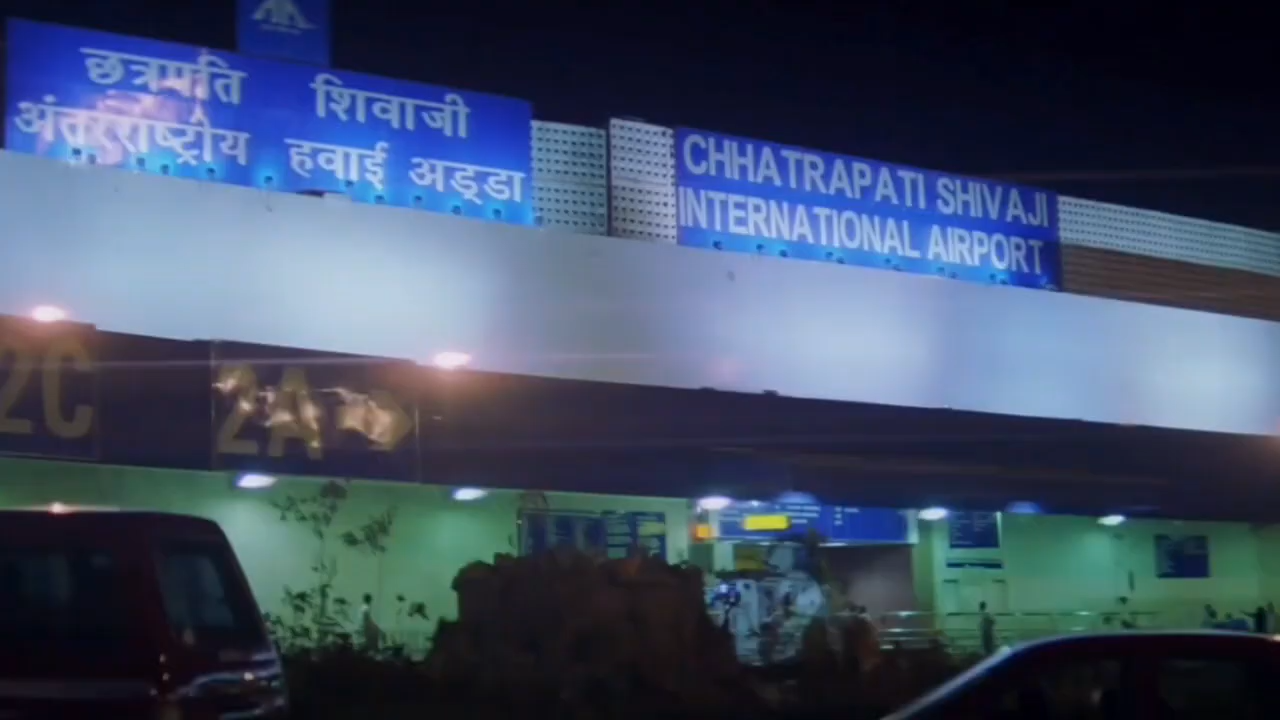 छत्रपति शिवाजी
अंतरराष्ट्रीय हवाई अड्डा
CHHATRAPATI SHIVAJI
INTERNATIONAL AIRPORT
2C
2A